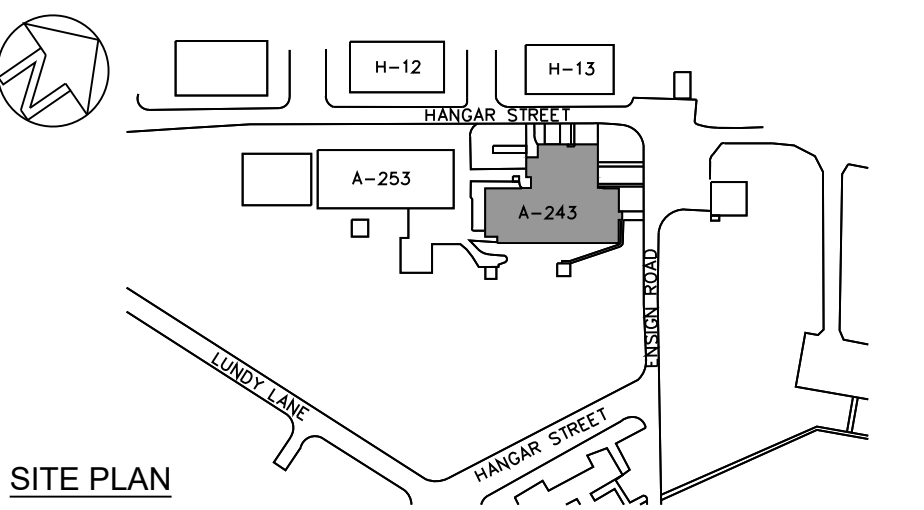 N
H-12
H-13
HANGAR STREET
A-253
A-243
ENSIGN ROAD
LUNDY LANE
HANGAR STREET
SITE PLAN